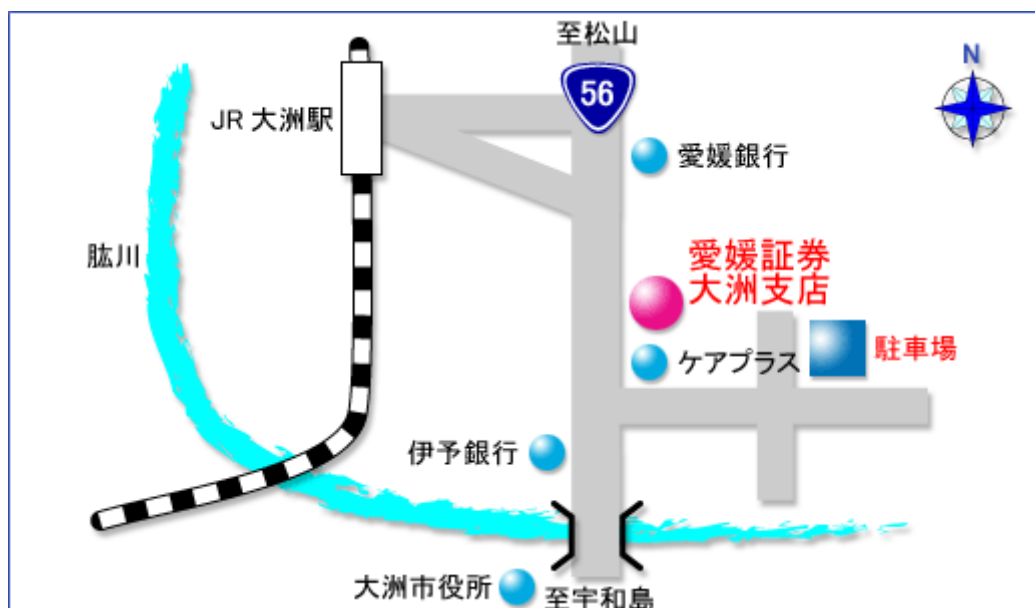 至松山
56
N
JR 大洲駅
愛媛銀行
肱川
愛媛証券
大洲支店
駐車場
ケアプラス
伊予銀行
大洲市役所
至宇和島